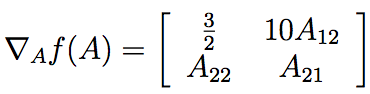 ∇_A f(A) = [ 3/2  10A_12
A_22  A_21 ]